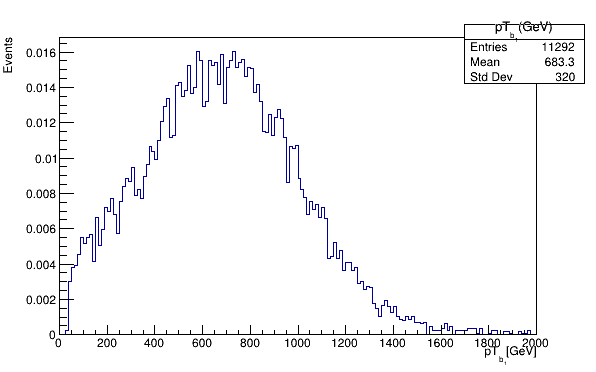 pT_b_1(GeV)
Entries 11292
Mean 683.3
Std Dev 320
Events
0.016
0.014
0.012
0.01
0.008
0.006
0.004
0.002
0
0 200 400 600 800 1000 1200 1400 1600 1800 2000
pT_b_1[GeV]